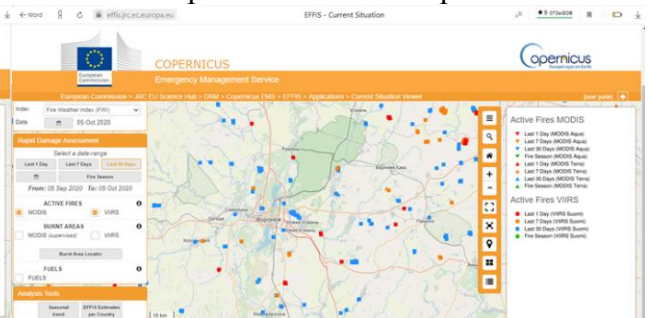 Word
effis.jrc.ec.europa.eu
EFFIS - Current Situation
European
Commission
COPERNICUS
Emergency Management Service
opernicus
European Commission > JRC EU Science Hub > DRM > Copernicus EMS > EFFIS > Applications > Current Situation Viewer
(user guide)
Index
Fire Weather Index (FWI)
Date
05 Oct 2020
Rapid Damage Assessment
Select a date-range
Last 1 Day
Last 7 Days
Last 30 Days
Fire Season
From: 05 Sep 2020 To: 05 Oct 2020
ACTIVE FIRES
MODIS
VIIRS
BURNT AREAS
MODIS (supervised)
VIIRS
Burnt Area Locator
FUELS
FUELS
Analysis Tools
Seasonal
trend
EFFIS Estimates
per Country
10 km
Воронеж
Active Fires MODIS
Last 1 Day (MODIS Aqua)
Last 7 Days (MODIS Aqua)
Last 30 Days (MODIS Aqua)
Fire Season (MODIS Aqua)
Last 1 Day (MODIS Terra)
Last 7 Days (MODIS Terra)
Last 30 Days (MODIS Terra)
Fire Season (MODIS Terra)
Active Fires VIIRS
Last 1 Day (VIIRS Suomi)
Last 7 Days (VIIRS Suomi)
Last 30 Days (VIIRS Suomi)
Fire Season (VIIRS Suomi)